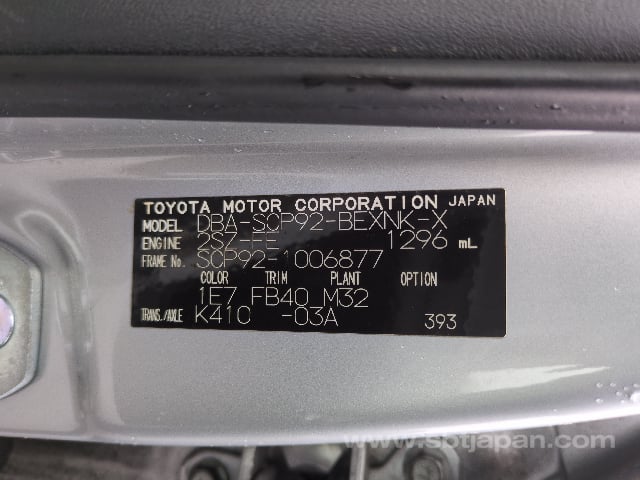 TOYOTA MOTOR CORPORATION JAPAN
MODEL DBA-SCP92-BEXNK-X
ENGINE 2SZ-FE 1296 mL
FRAME No. SCP92-1006877
COLOR TRIM PLANT OPTION
1E7 FB40 M32
TRANS./AXLE K410 -03A 393
www.sbtjapan.com